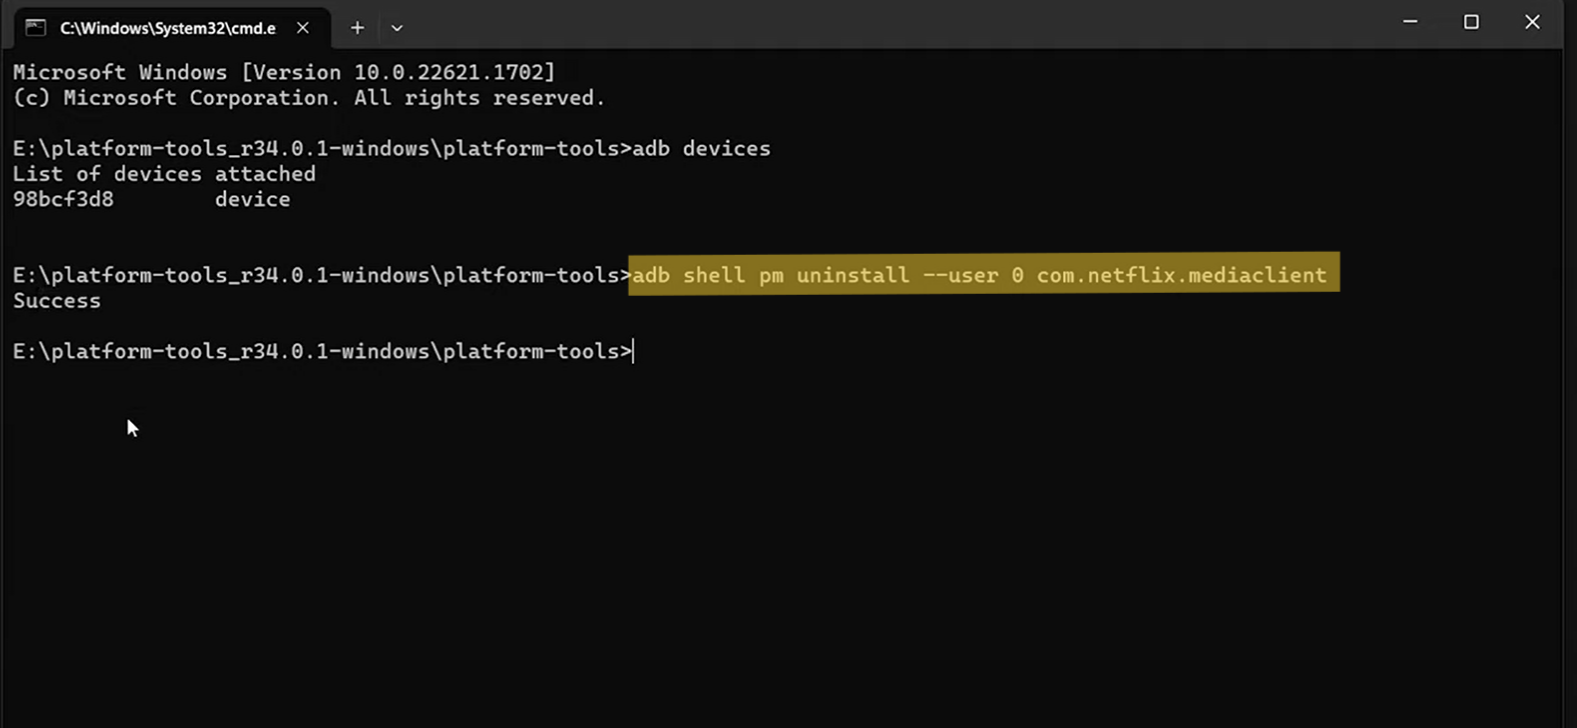 C:\Windows\System32\cmd.e
Microsoft Windows [Version 10.0.22621.1702]
(c) Microsoft Corporation. All rights reserved.
E:\platform-tools_r34.0.1-windows\platform-tools>adb devices
List of devices attached
98bcf3d8        device
E:\platform-tools_r34.0.1-windows\platform-tools>adb shell pm uninstall --user 0 com.netflix.mediaclient
Success
E:\platform-tools_r34.0.1-windows\platform-tools>